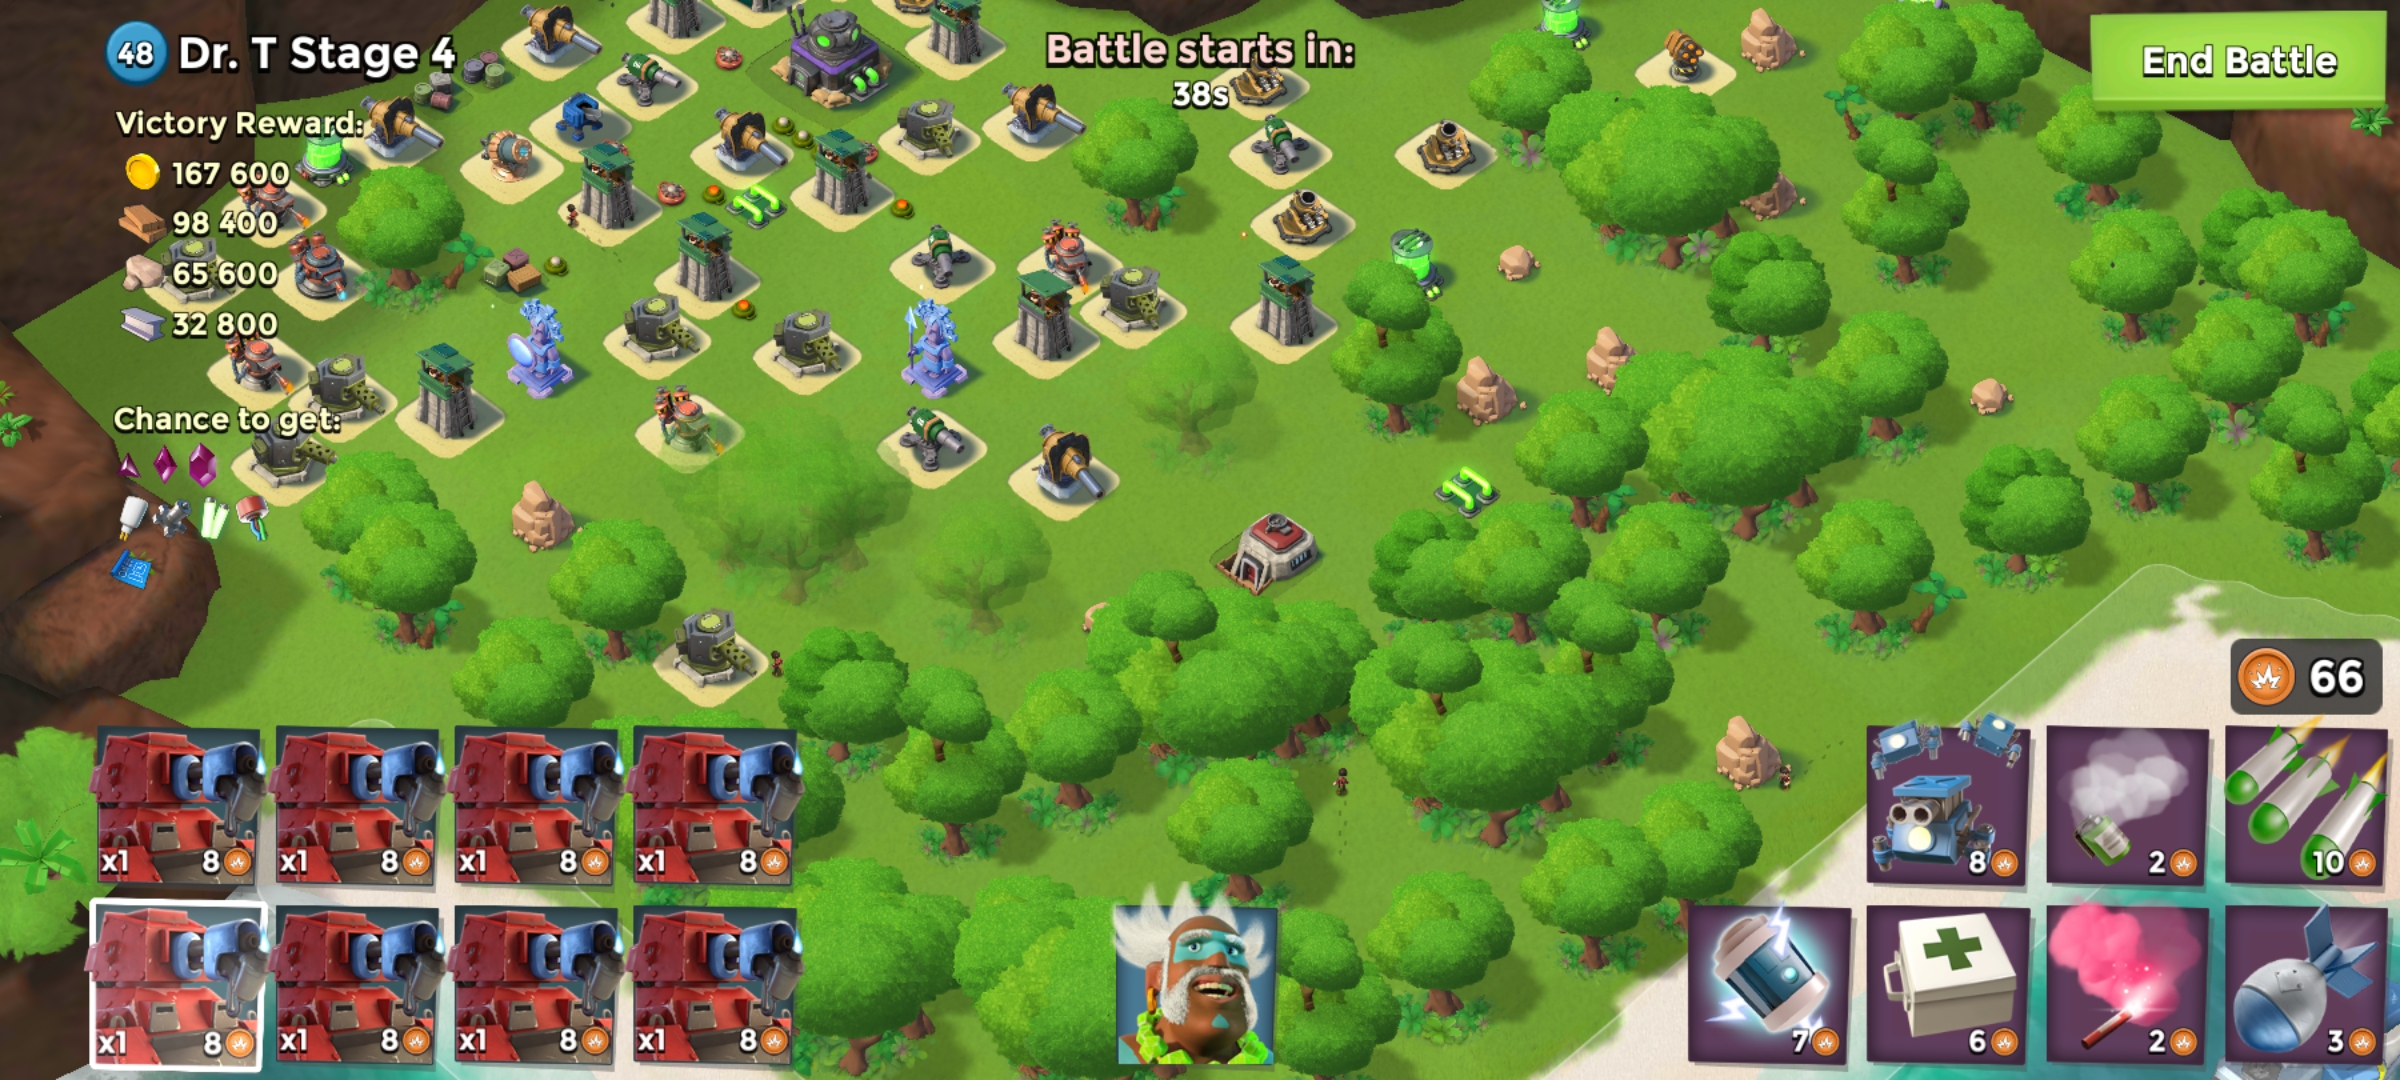 48 Dr. T Stage 4
Battle starts in:
38s
End Battle
Victory Reward:
167 600
98 400
65 600
32 800
Chance to get:
66
x1 8
x1 8
x1 8
x1 8
8
2
10
x1 8
x1 8
x1 8
x1 8
7
6
2
3